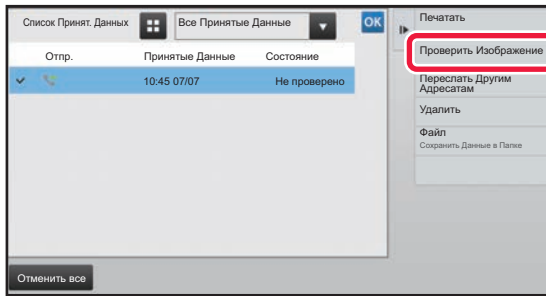 Список Принят. Данных
Все Принятые Данные
OK
Отпр.
Принятые Данные
Состояние
10:45 07/07
Не проверено
Отменить все
Печатать
Проверить Изображение
Переслать Другим
Адресатам
Удалить
Файл
Сохранить Данные в Папке